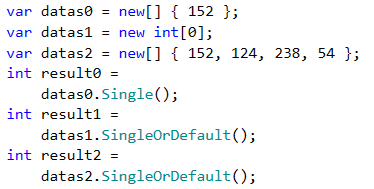 var datas0 = new[] { 152 };
var datas1 = new int[0];
var datas2 = new[] { 152, 124, 238, 54 };
int result0 =
    datas0.Single();
int result1 =
    datas1.SingleOrDefault();
int result2 =
    datas2.SingleOrDefault();